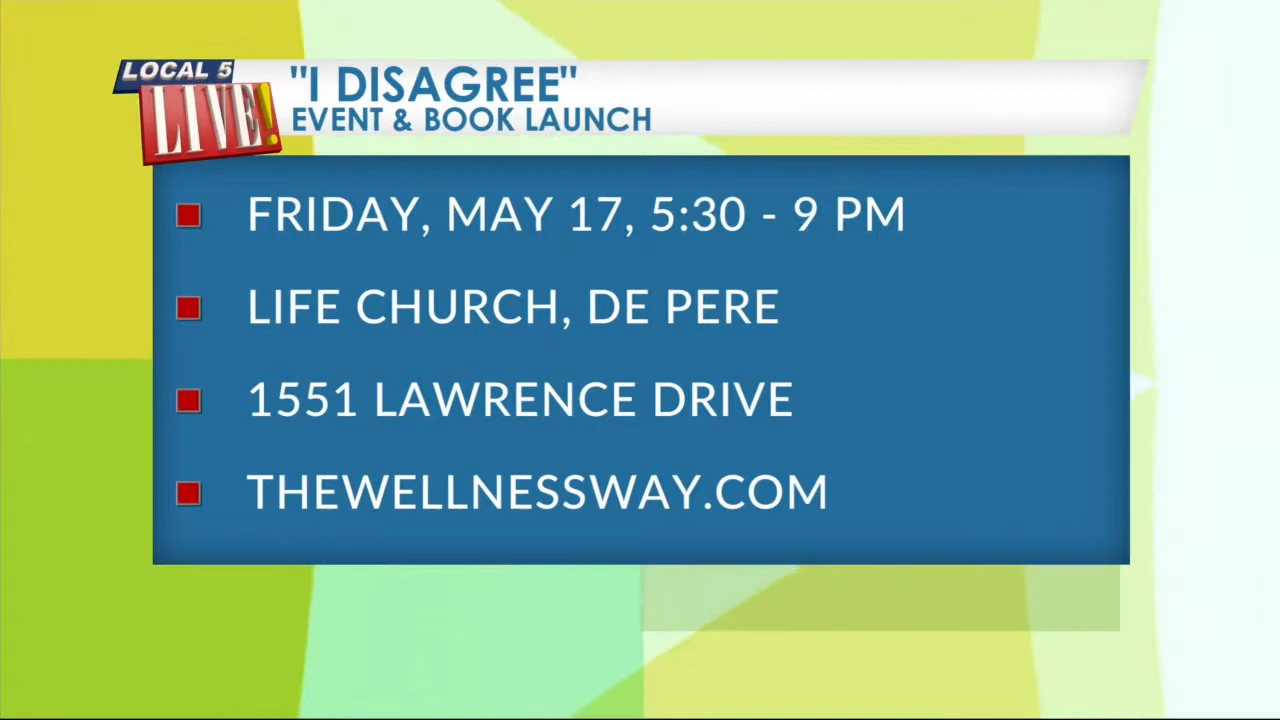 LOCAL 5
LIVE!
"I DISAGREE"
EVENT & BOOK LAUNCH
FRIDAY, MAY 17, 5:30 - 9 PM
LIFE CHURCH, DE PERE
1551 LAWRENCE DRIVE
THEWELLNESSWAY.COM